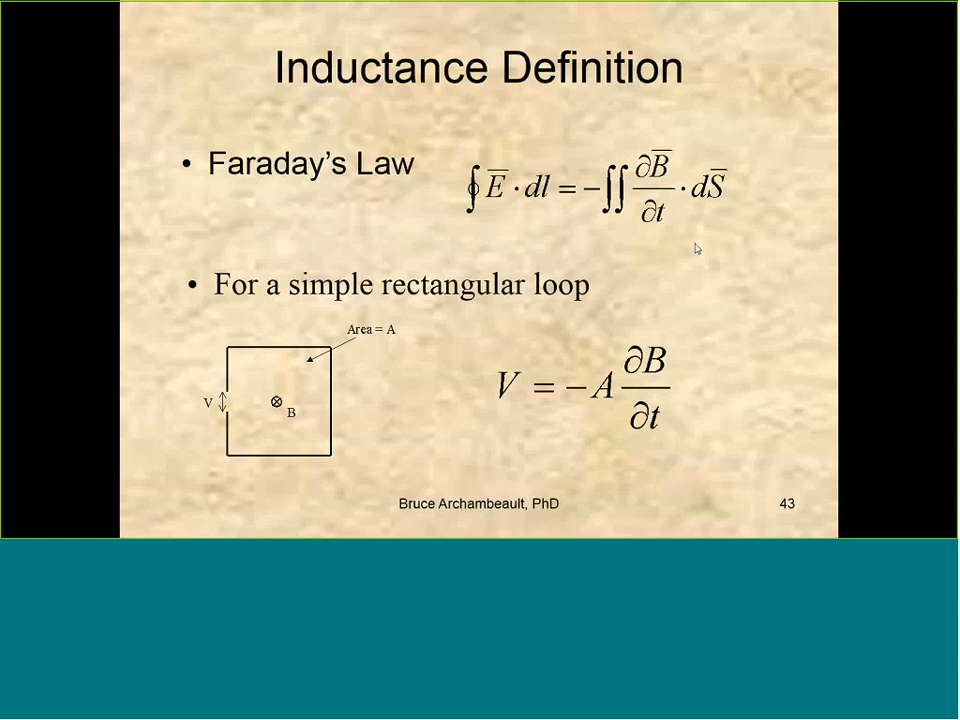 Inductance Definition
• Faraday's Law
∮ E̅ · dl = −∬ ∂B̅/∂t · dS̅
• For a simple rectangular loop
Area = A
V
B
V = −A ∂B/∂t
Bruce Archambeault, PhD
43